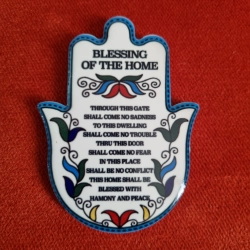 BLESSING
OF THE HOME
THROUGH THIS GATE
SHALL COME NO SADNESS
TO THIS DWELLING
SHALL COME NO TROUBLE
THRU THIS DOOR
SHALL COME NO FEAR
IN THIS PLACE
SHALL BE NO CONFLICT
THIS HOME SHALL BE
BLESSED WITH
HAMONY AND PEACE